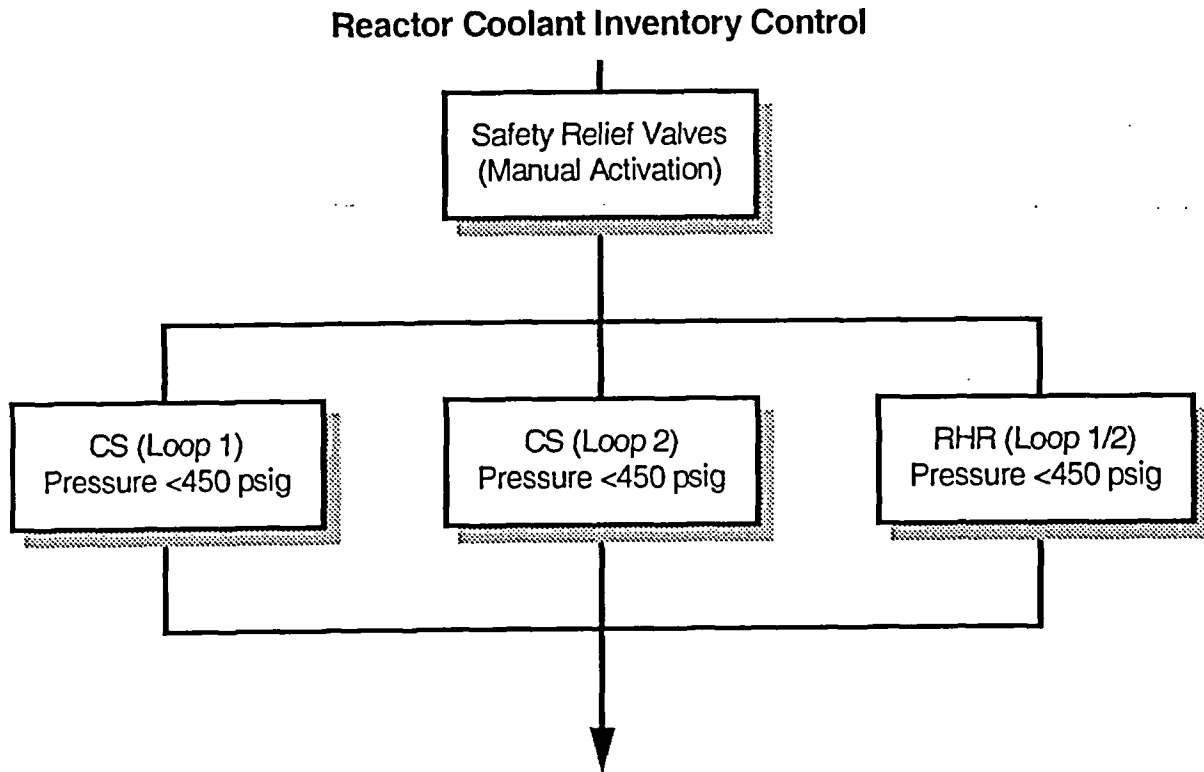 Reactor Coolant Inventory Control
Safety Relief Valves
(Manual Activation)
CS (Loop 1)
Pressure <450 psig
CS (Loop 2)
Pressure <450 psig
RHR (Loop 1/2)
Pressure <450 psig